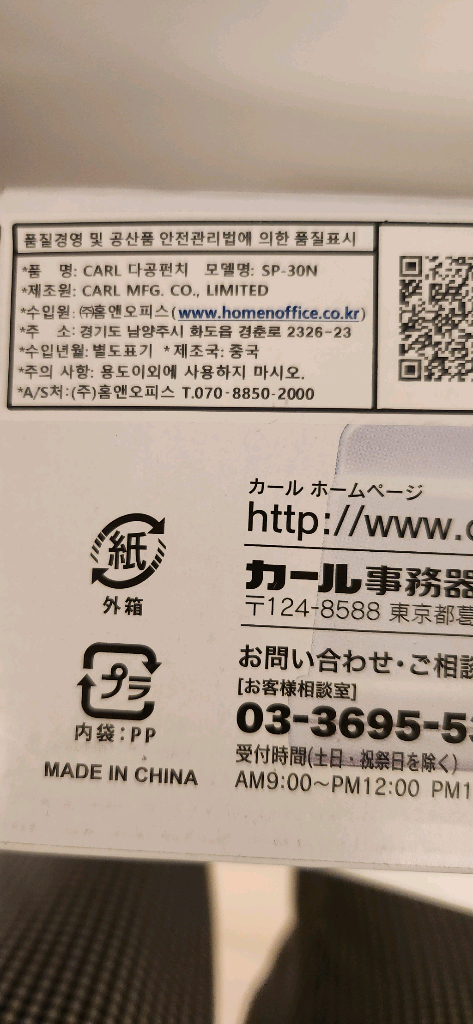 품질경영 및 공산품 안전관리법에 의한 품질표시
*품 명: CARL 다공펀치 모델명: SP-30N
*제조원: CARL MFG. CO., LIMITED
*수입원: ㈜홈앤오피스(www.homenoffice.co.kr)
*주 소: 경기도 남양주시 화도읍 경춘로 2326-23
*수입년월: 별도표기 *제조국: 중국
*주의 사항: 용도이외에 사용하지 마시오.
*A/S처: (주)홈앤오피스 T.070-8850-2000
カール ホームページ
http://www.
紙
外箱
カール事務器
〒124-8588 東京都葛
プラ
内袋：PP
MADE IN CHINA
お問い合わせ・ご相談
[お客様相談室]
03-3695-53
受付時間(土日・祝祭日を除く)
AM9:00～PM12:00 PM1